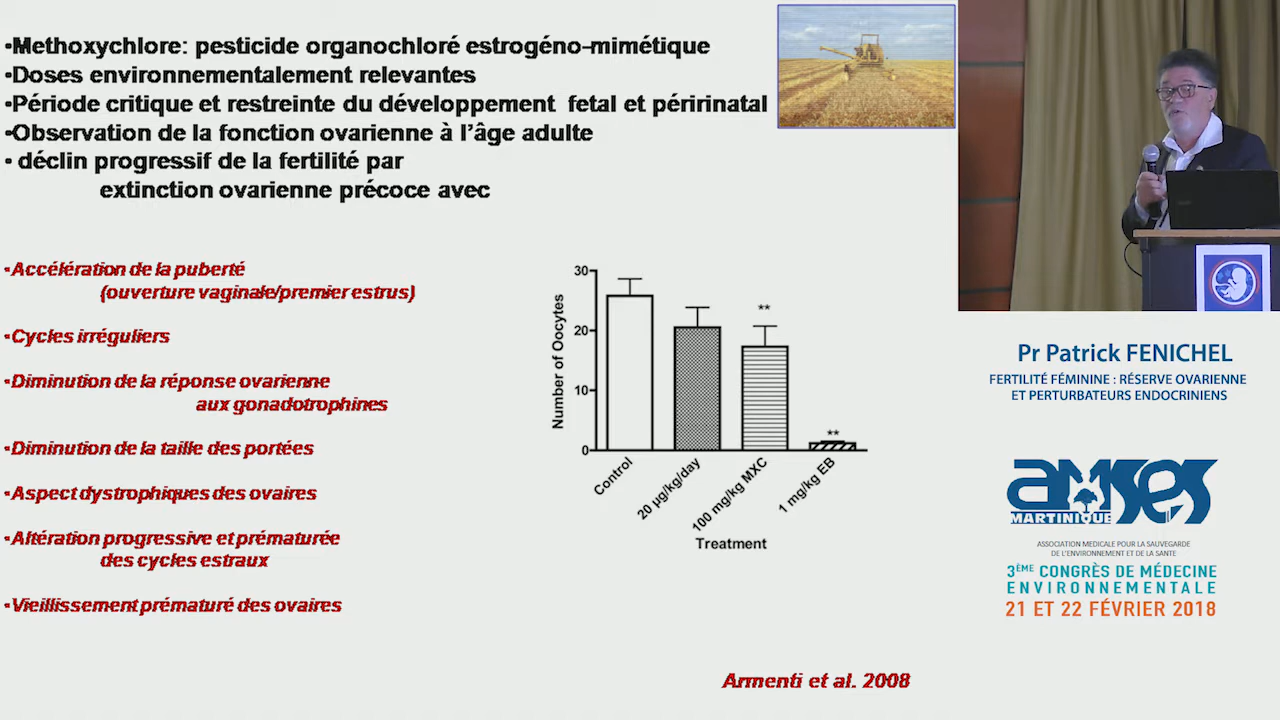 •Methoxychlore: pesticide organochloré estrogéno-mimétique
•Doses environnementalement relevantes
•Période critique et restreinte du développement fetal et péririnatal
•Observation de la fonction ovarienne à l'âge adulte
• déclin progressif de la fertilité par
extinction ovarienne précoce avec
•Accélération de la puberté
(ouverture vaginale/premier estrus)
•Cycles irréguliers
•Diminution de la réponse ovarienne
aux gonadotrophines
•Diminution de la taille des portées
•Aspect dystrophiques des ovaires
•Altération progressive et prématurée
des cycles estraux
•Vieillissement prématuré des ovaires
Number of Oocytes
30
20
10
0
**
**
Control
20 µg/kg/day
100 mg/kg MXC
1 mg/kg EB
Treatment
Armenti et al. 2008
Pr Patrick FENICHEL
FERTILITÉ FÉMININE : RÉSERVE OVARIENNE
ET PERTURBATEURS ENDOCRINIENS
AMSES
MARTINIQUE
ASSOCIATION MEDICALE POUR LA SAUVEGARDE
DE L'ENVIRONNEMENT ET DE LA SANTE
3ÈME CONGRÈS DE MÉDECINE
ENVIRONNEMENTALE
21 ET 22 FÉVRIER 2018